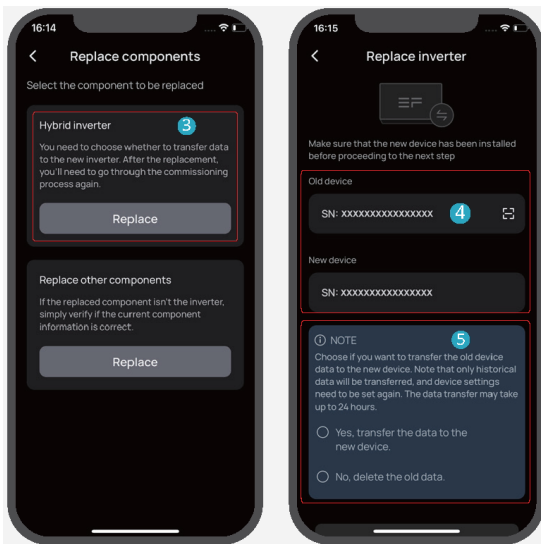 16:14
Replace components
Select the component to be replaced
Hybrid inverter
3
You need to choose whether to transfer data
to the new inverter. After the replacement,
you'll need to go through the commissioning
process again.
Replace
Replace other components
If the replaced component isn't the inverter,
simply verify if the current component
information is correct.
Replace
16:15
Replace inverter
Make sure that the new device has been installed
before proceeding to the next step
Old device
SN: XXXXXXXXXXXXXXXX
4
New device
SN: XXXXXXXXXXXXXXXX
NOTE
5
Choose if you want to transfer the old device
data to the new device. Note that only historical
data will be transferred, and device settings
need to be set again. The data transfer may take
up to 24 hours.
Yes, transfer the data to the
new device.
No, delete the old data.